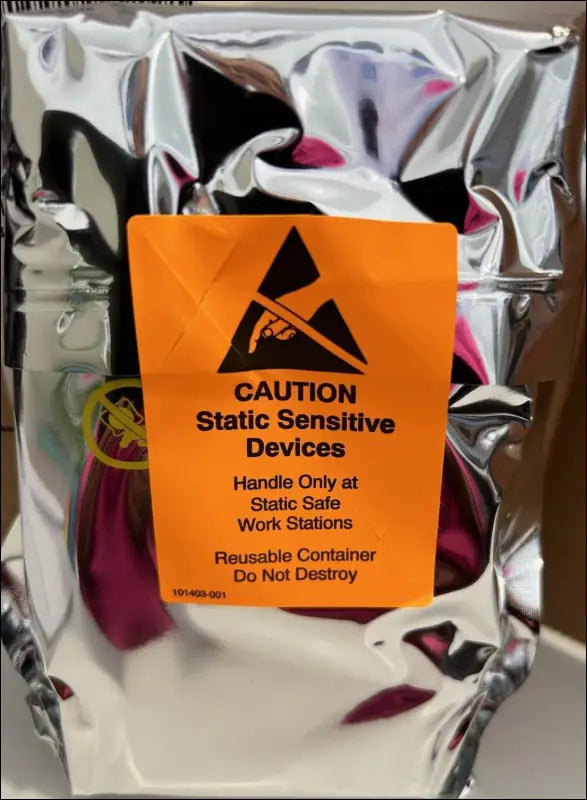 CAUTION
Static Sensitive
Devices
Handle Only at
Static Safe
Work Stations
Reusable Container
Do Not Destroy
101403-001